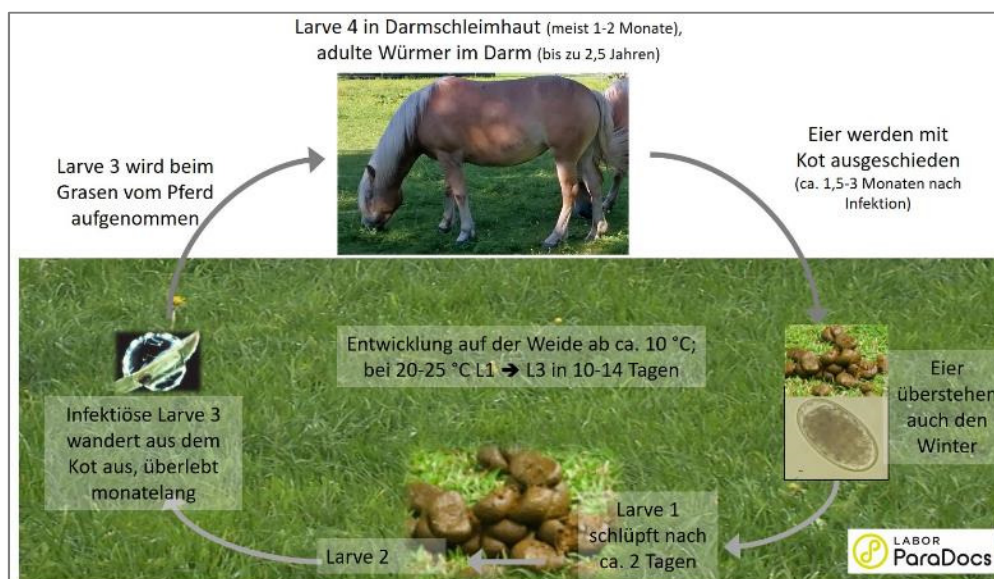 Larve 4 in Darmschleimhaut (meist 1-2 Monate),
adulte Würmer im Darm (bis zu 2,5 Jahren)
Eier werden mit
Kot ausgeschieden
(ca. 1,5-3 Monaten nach
Infektion)
Larve 3 wird beim
Grasen vom Pferd
aufgenommen
Entwicklung auf der Weide ab ca. 10 °C;
bei 20-25 °C L1 → L3 in 10-14 Tagen
Eier
überstehen
auch den
Winter
Infektiöse Larve 3
wandert aus dem
Kot aus, überlebt
monatelang
Larve 1
schlüpft nach
ca. 2 Tagen
Larve 2
LABOR
ParaDocs